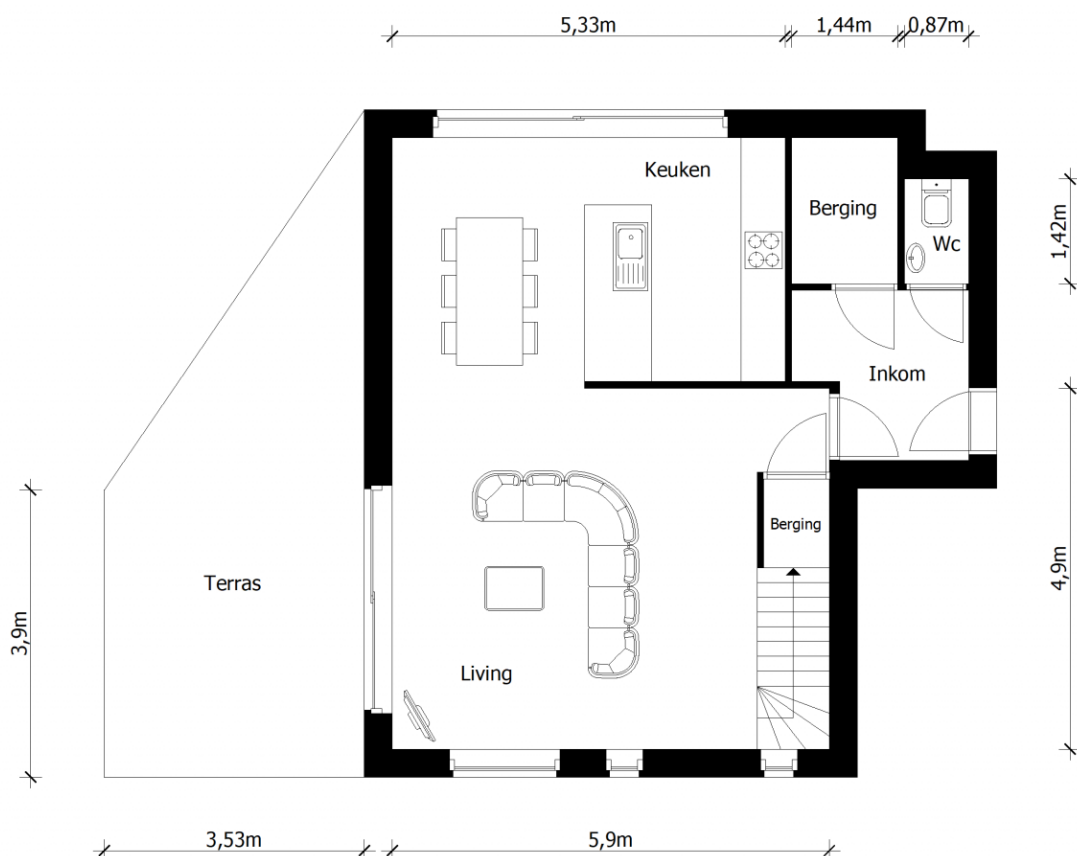 5,33m
1,44m
0,87m
Keuken
Berging
Wc
1,42m
Inkom
Berging
4,9m
Terras
3,9m
Living
3,53m
5,9m